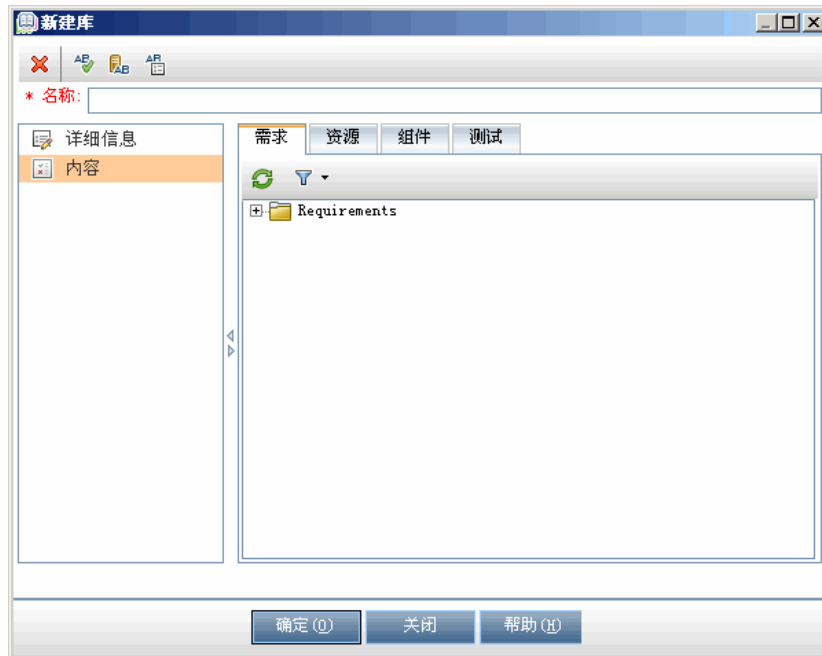 新建库
* 名称:
详细信息
内容
需求 资源 组件 测试
Requirements
确定(O) 关闭 帮助(H)